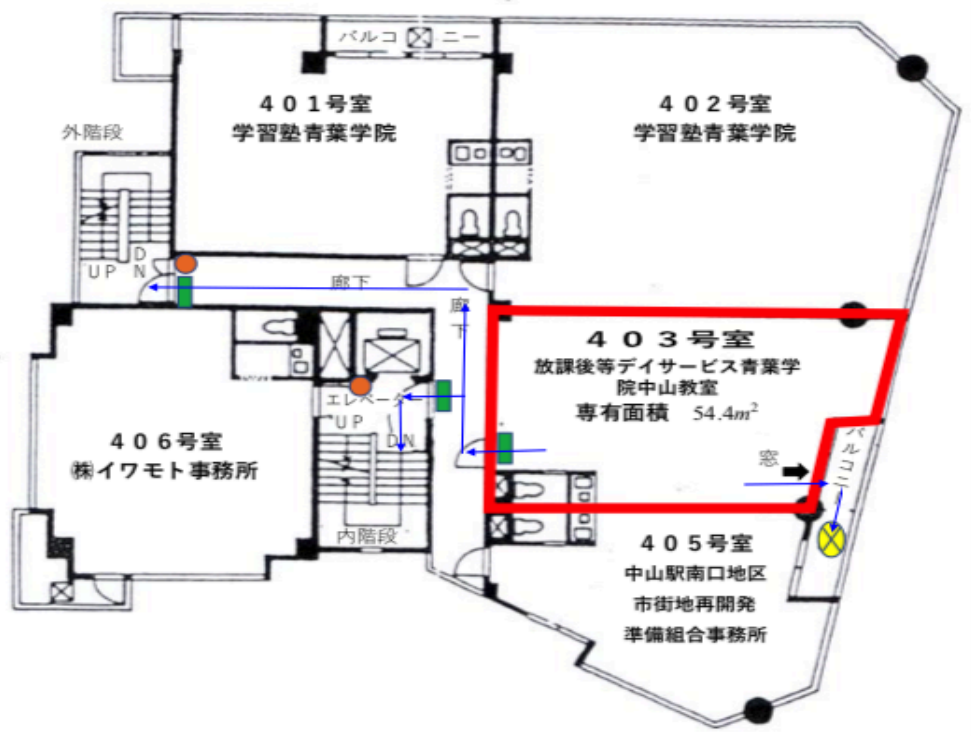 バルコ ニー
401号室
学習塾青葉学院
402号室
学習塾青葉学院
外階段
UP
DN
廊下
廊下
403号室
放課後等デイサービス青葉学
院中山教室
専有面積 54.4m²
エレベーター
UP
DN
内階段
406号室
㈱イワモト事務所
窓
バルコニー
405号室
中山駅南口地区
市街地再開発
準備組合事務所